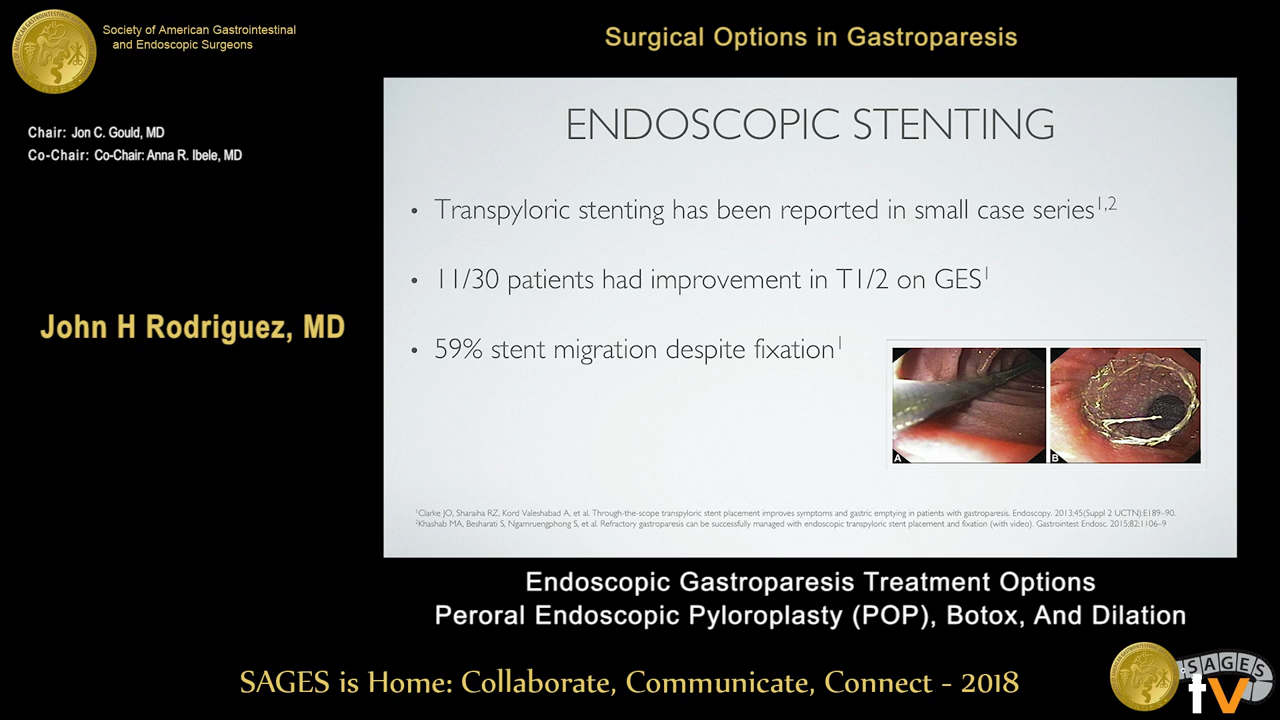 Society of American Gastrointestinal
and Endoscopic Surgeons
Surgical Options in Gastroparesis
Chair: Jon C. Gould, MD
Co-Chair: Co-Chair: Anna R. Ibele, MD
John H Rodriguez, MD
ENDOSCOPIC STENTING
• Transpyloric stenting has been reported in small case series1,2
• 11/30 patients had improvement in T1/2 on GES1
• 59% stent migration despite fixation1
A
B
1Clarke JO, Sharaiha RZ, Kord Valeshabad A, et al. Through-the-scope transpyloric stent placement improves symptoms and gastric emptying in patients with gastroparesis. Endoscopy. 2013;45(Suppl 2 UCTN):E189–90.
2Khashab MA, Besharati S, Ngamruengphong S, et al. Refractory gastroparesis can be successfully managed with endoscopic transpyloric stent placement and fixation (with video). Gastrointest Endosc. 2015;82:1106–9
Endoscopic Gastroparesis Treatment Options
Peroral Endoscopic Pyloroplasty (POP), Botox, And Dilation
SAGES is Home: Collaborate, Communicate, Connect - 2018
SAGES
tv